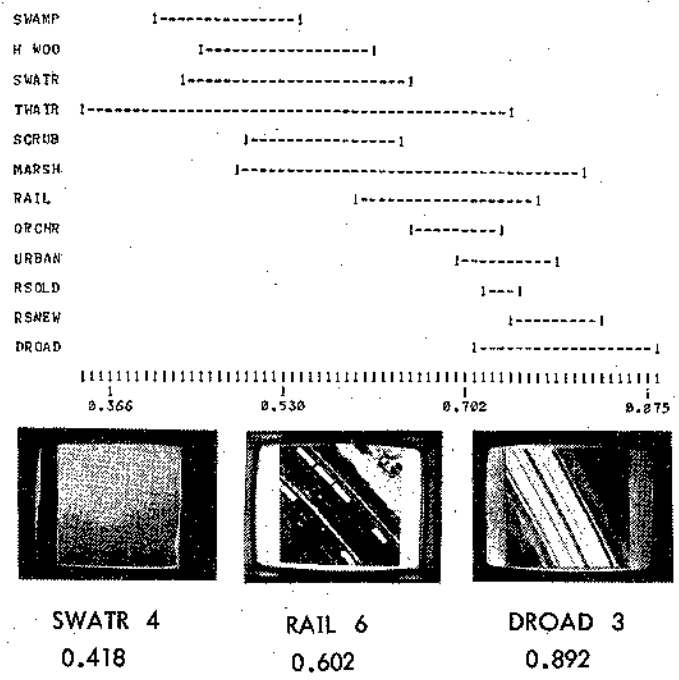 SWAMP
H WOO
SWATR
TWATR
SCRUB
MARSH
RAIL
ORCHR
URBAN
RSOLD
RSNEW
DROAD
0.366 0.530 0.702 0.875
SWATR 4 RAIL 6 DROAD 3
0.418 0.602 0.892